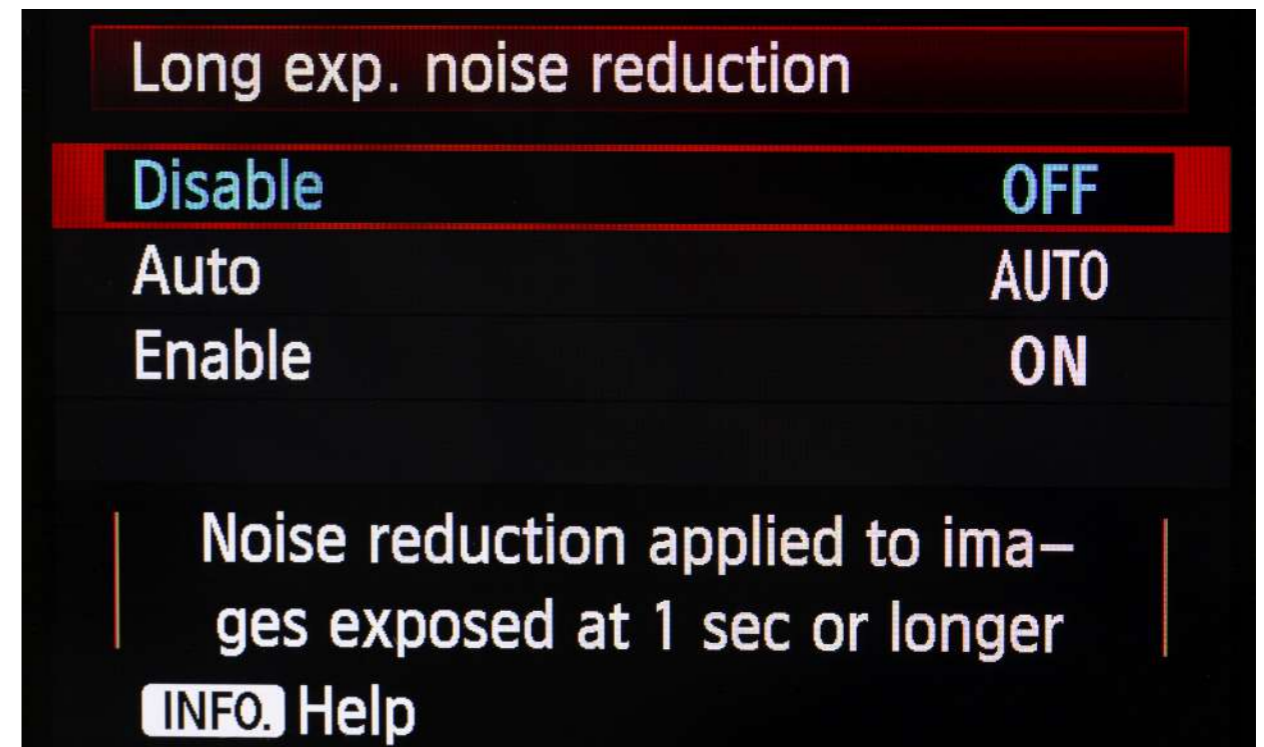 Long exp. noise reduction
Disable OFF
Auto AUTO
Enable ON
Noise reduction applied to ima-
ges exposed at 1 sec or longer
INFO. Help